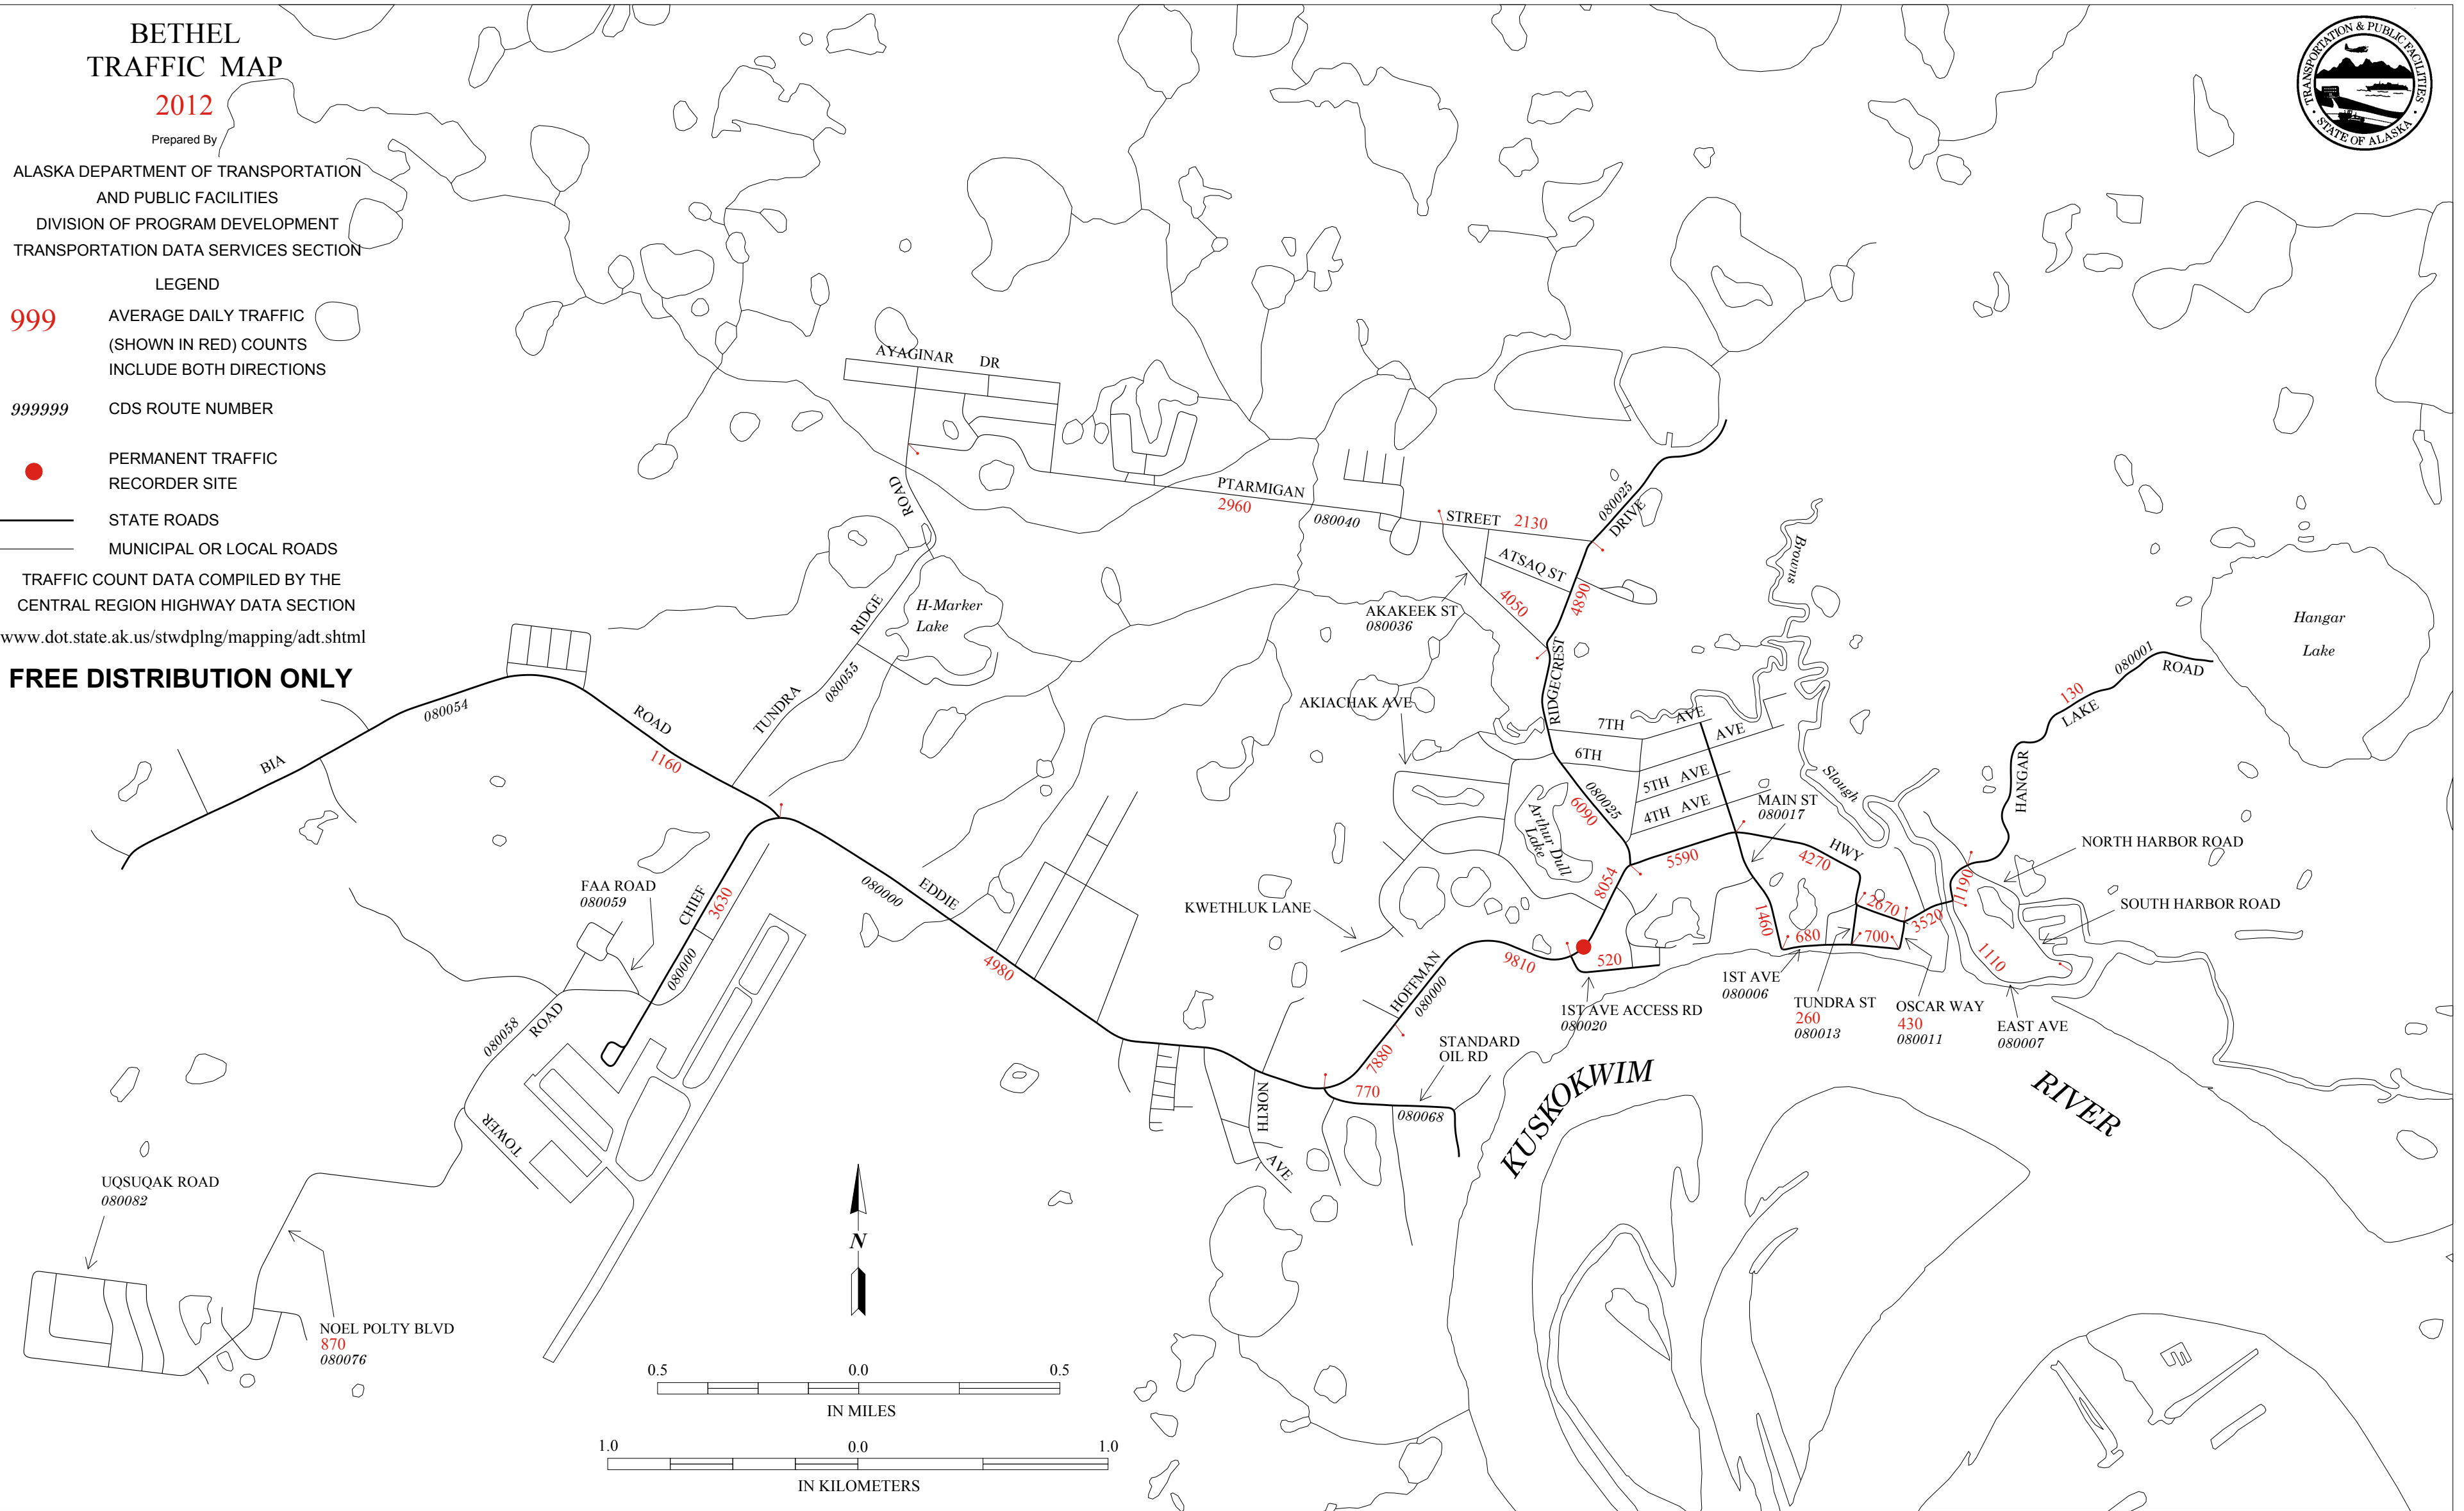 BETHEL
TRAFFIC MAP
2012
Prepared By
ALASKA DEPARTMENT OF TRANSPORTATION
AND PUBLIC FACILITIES
DIVISION OF PROGRAM DEVELOPMENT
TRANSPORTATION DATA SERVICES SECTION
LEGEND
999 AVERAGE DAILY TRAFFIC
(SHOWN IN RED) COUNTS
INCLUDE BOTH DIRECTIONS
999999 CDS ROUTE NUMBER
PERMANENT TRAFFIC
RECORDER SITE
STATE ROADS
MUNICIPAL OR LOCAL ROADS
TRAFFIC COUNT DATA COMPILED BY THE
CENTRAL REGION HIGHWAY DATA SECTION
www.dot.state.ak.us/stwdplng/mapping/adt.shtml
FREE DISTRIBUTION ONLY
TRANSPORTATION & PUBLIC FACILITIES
STATE OF ALASKA
AYAGINAR DR
ROAD
PTARMIGAN
2960
080040
STREET 2130
080025
DRIVE
ATSAQ ST
4050
4890
AKAKEEK ST
080036
Browns
H-Marker
Lake
RIDGE
080055
TUNDRA
Hangar
Lake
080001
ROAD
130
LAKE
HANGAR
RIDGECREST
AKIACHAK AVE
7TH AVE
6TH AVE
5TH AVE
4TH AVE
080025
6090
Arthur Dull
Lake
Slough
MAIN ST
080017
080054
ROAD
BIA
1160
HWY
4270
5590
8054
NORTH HARBOR ROAD
1190
SOUTH HARBOR ROAD
2670
3520
FAA ROAD
080059
CHIEF
3630
080000
080000
EDDIE
4980
KWETHLUK LANE
HOFFMAN
080000
9810
520
1460
680
700
1110
1ST AVE
080006
1ST AVE ACCESS RD
080020
TUNDRA ST
260
080013
OSCAR WAY
430
080011
EAST AVE
080007
080058
ROAD
TOWER
STANDARD
OIL RD
7880
770
080068
NORTH
AVE
KUSKOKWIM
RIVER
UQSUQAK ROAD
080082
NOEL POLTY BLVD
870
080076
N
0.5 0.0 0.5
IN MILES
1.0 0.0 1.0
IN KILOMETERS